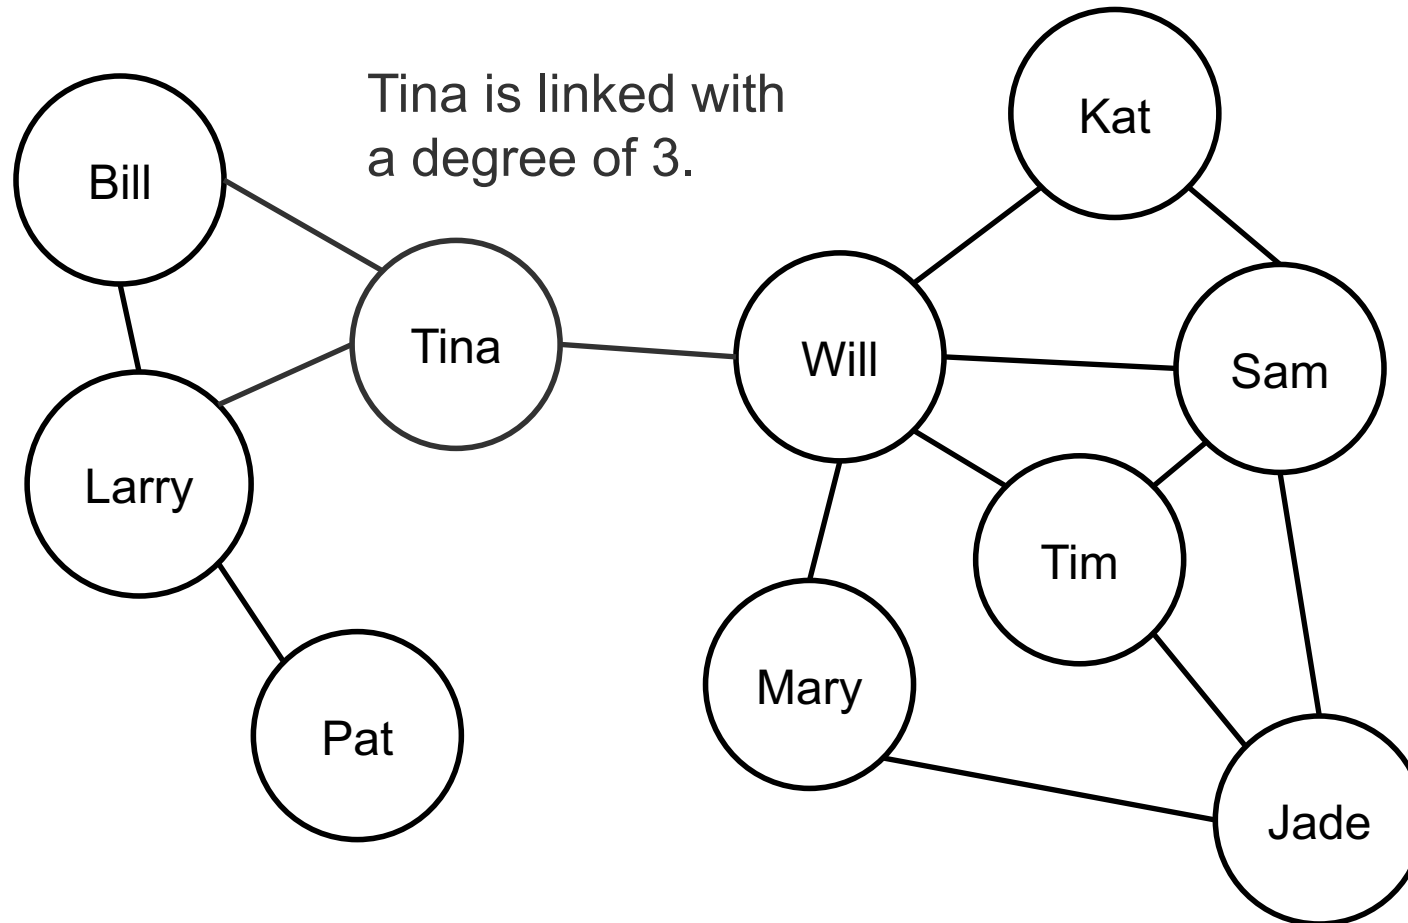 Tina is linked with
a degree of 3.
Kat
Bill
Tina
Will
Sam
Larry
Tim
Mary
Pat
Jade